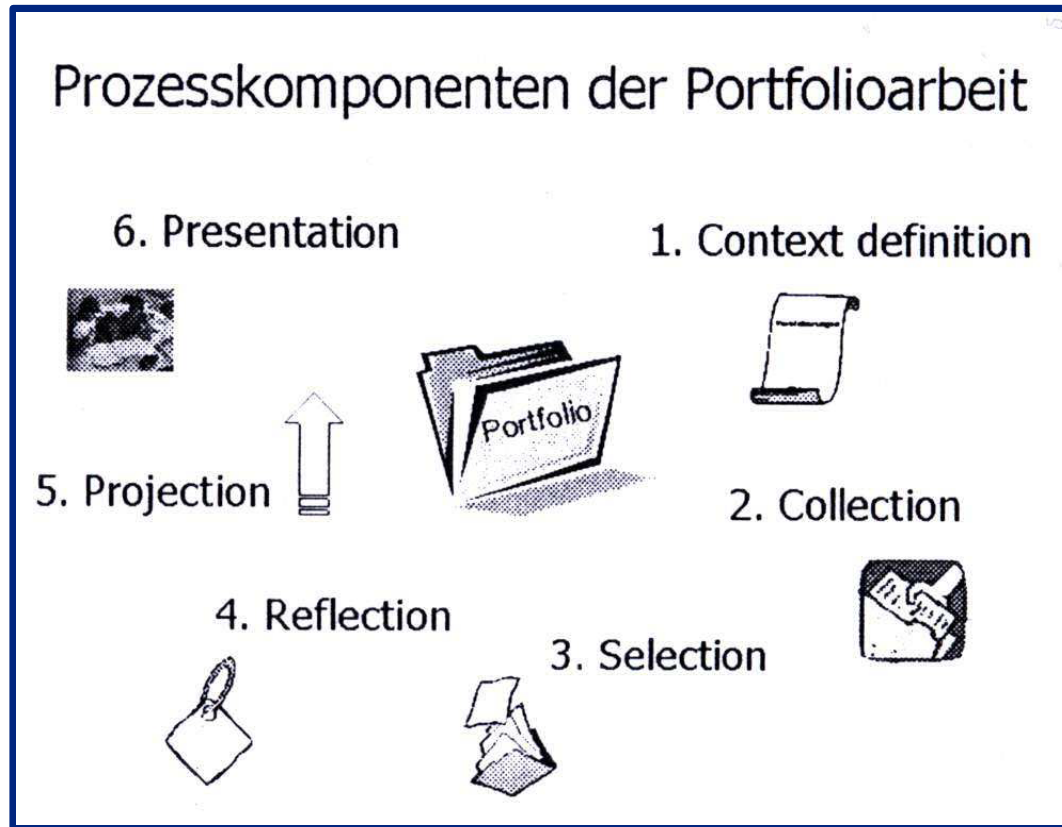 Prozesskomponenten der Portfolioarbeit
6. Presentation
1. Context definition
Portfolio
5. Projection
2. Collection
4. Reflection
3. Selection